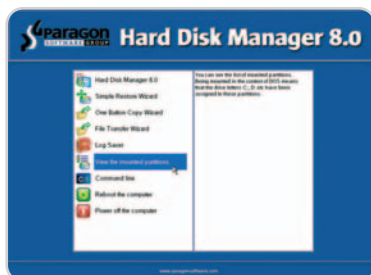 PARAGON
SOFTWARE GROUP
Hard Disk Manager 8.0
Hard Disk Manager 8.0
Simple Restore Wizard
One Button Copy Wizard
File Transfer Wizard
Log Saver
View the mounted partitions
Command line
Reboot the computer
Power off the computer
You can see the list of mounted partitions.
Being mounted in the context of DOS means
that the drive letters C:, D: etc have been
assigned to these partitions.
www.paragon-software.com